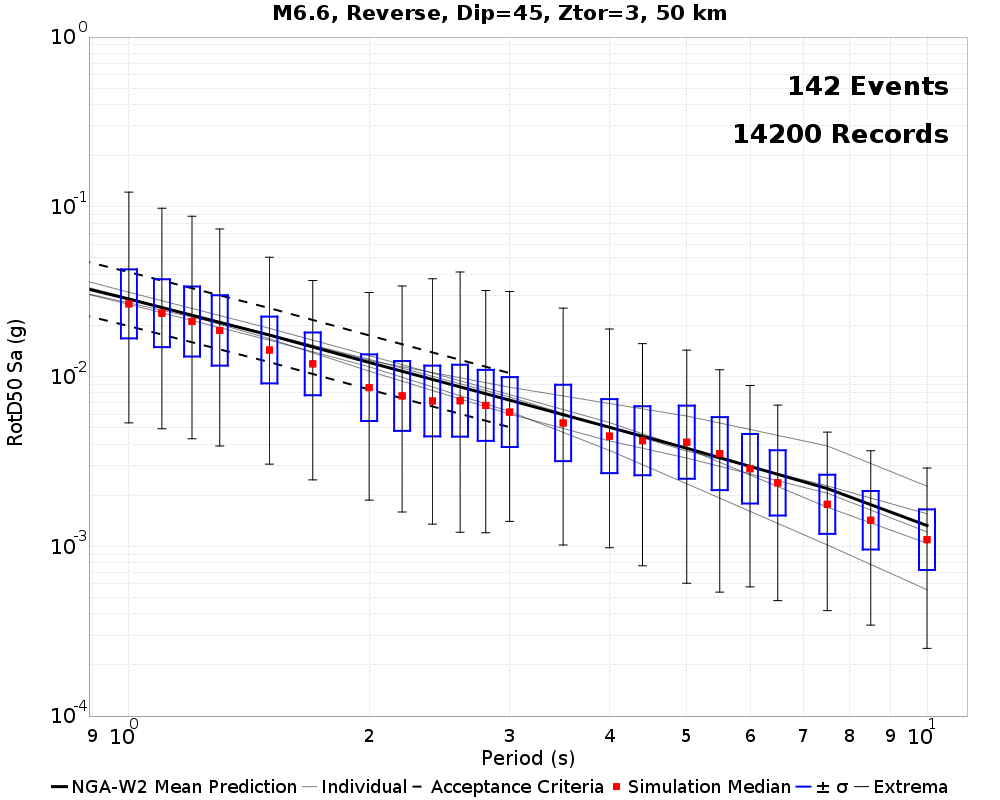 M6.6, Reverse, Dip=45, Ztor=3, 50 km
142 Events
14200 Records
10^0
10^-1
10^-2
10^-3
10^-4
RotD50 Sa (g)
9 10^0 2 3 4 5 6 7 8 9 10^1
Period (s)
NGA-W2 Mean Prediction Individual Acceptance Criteria Simulation Median ± σ Extrema